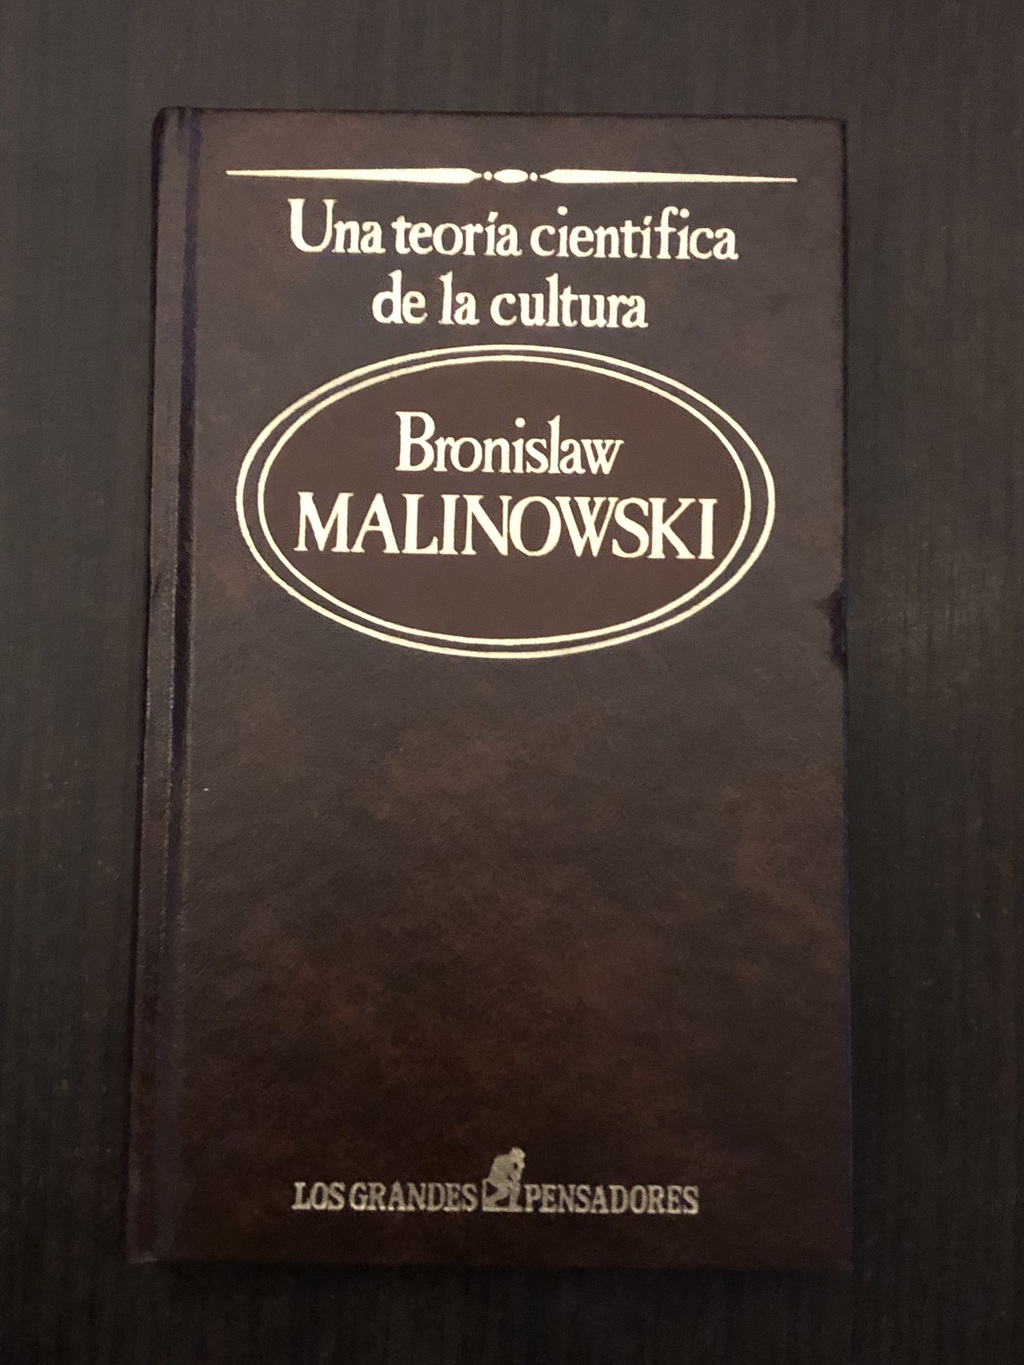 Una teoría científica
de la cultura
Bronislaw
MALINOWSKI
LOS GRANDES PENSADORES